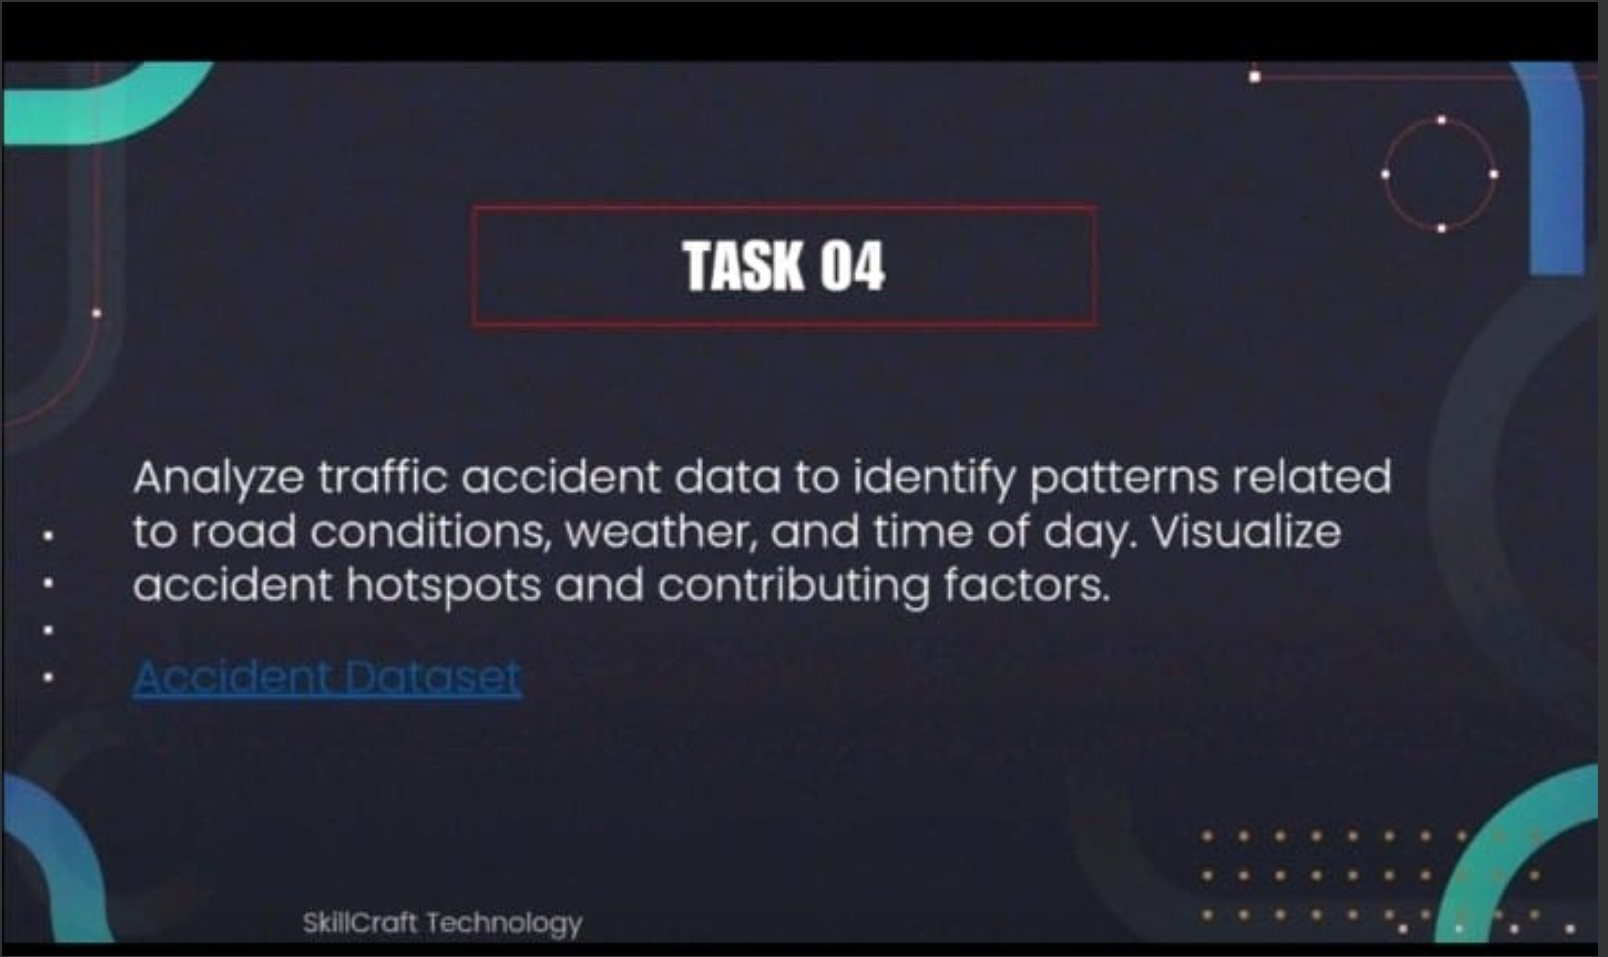 TASK 04
Analyze traffic accident data to identify patterns related
to road conditions, weather, and time of day. Visualize
accident hotspots and contributing factors.
Accident Dataset
SkillCraft Technology